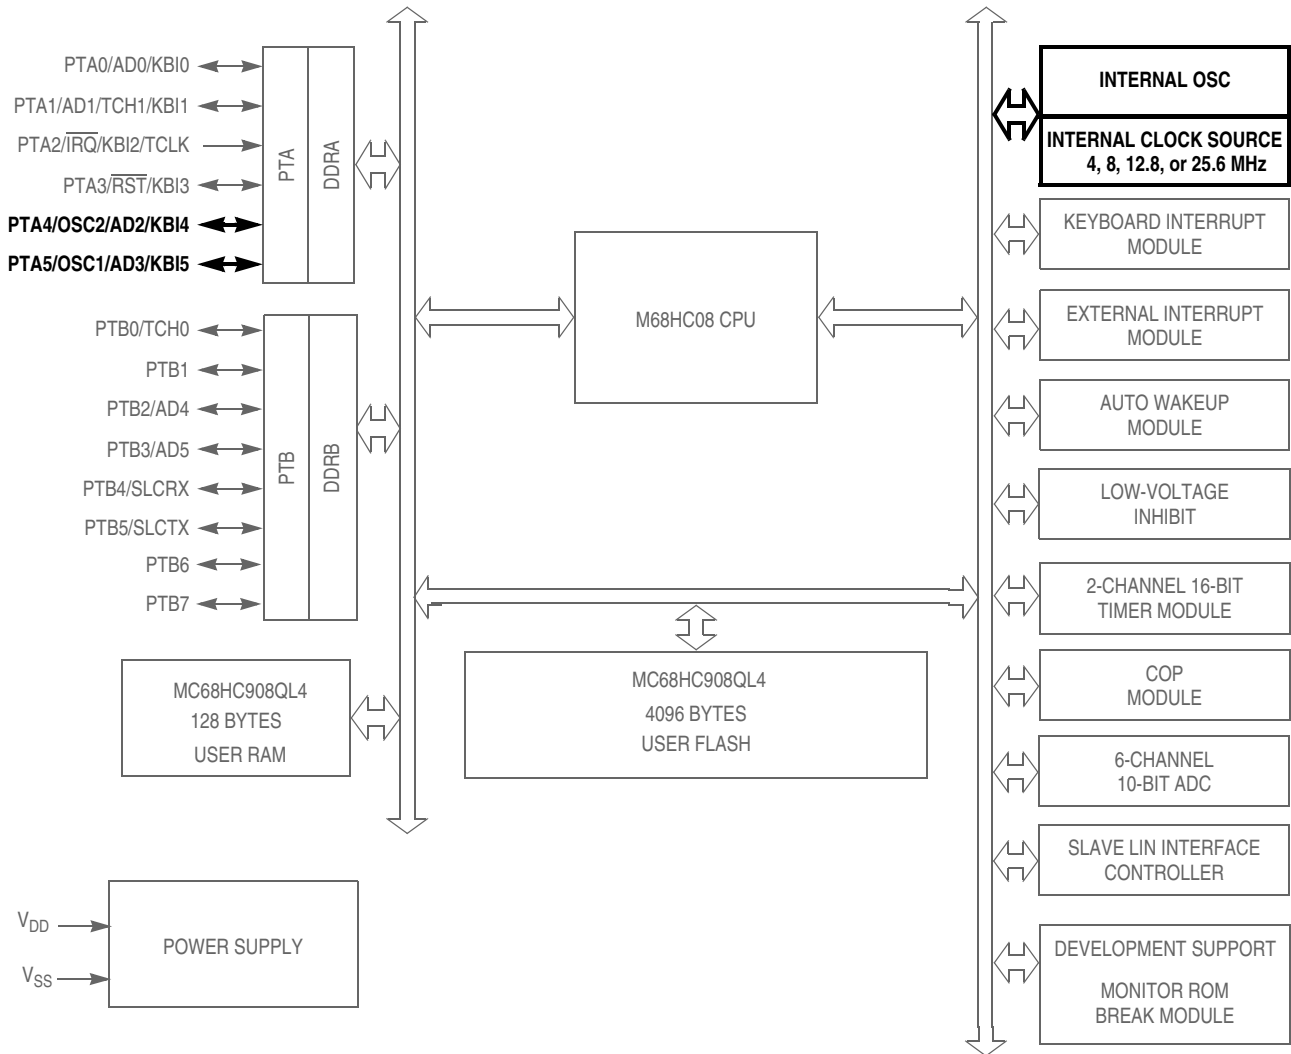 PTA0/AD0/KBI0
PTA1/AD1/TCH1/KBI1
PTA2/IRQ/KBI2/TCLK
PTA3/RST/KBI3
PTA4/OSC2/AD2/KBI4
PTA5/OSC1/AD3/KBI5
PTA
DDRA
PTB0/TCH0
PTB1
PTB2/AD4
PTB3/AD5
PTB4/SLCRX
PTB5/SLCTX
PTB6
PTB7
PTB
DDRB
MC68HC908QL4
128 BYTES
USER RAM
VDD
VSS
POWER SUPPLY
M68HC08 CPU
MC68HC908QL4
4096 BYTES
USER FLASH
INTERNAL OSC
INTERNAL CLOCK SOURCE
4, 8, 12.8, or 25.6 MHz
KEYBOARD INTERRUPT
MODULE
EXTERNAL INTERRUPT
MODULE
AUTO WAKEUP
MODULE
LOW-VOLTAGE
INHIBIT
2-CHANNEL 16-BIT
TIMER MODULE
COP
MODULE
6-CHANNEL
10-BIT ADC
SLAVE LIN INTERFACE
CONTROLLER
DEVELOPMENT SUPPORT
MONITOR ROM
BREAK MODULE